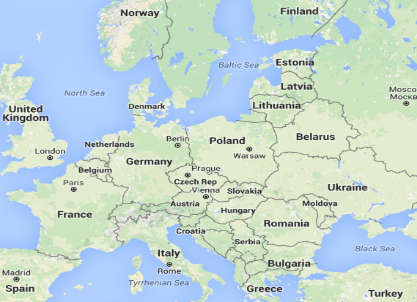 Norway
Finland
Baltic Sea
Estonia
Latvia
Lithuania
North Sea
Denmark
Mosco
Москв
United
Kingdom
London
Netherlands
Berlin
Poland
Warsaw
Belarus
Belgium
Germany
Paris
Prague
Czech Rep
Vienna
Slovakia
Ukraine
France
Austria
Hungary
Moldova
Croatia
Romania
Serbia
Black Sea
Italy
Rome
Bulgaria
Madrid
Spain
Tyrrhenian Sea
Greece
Turkey